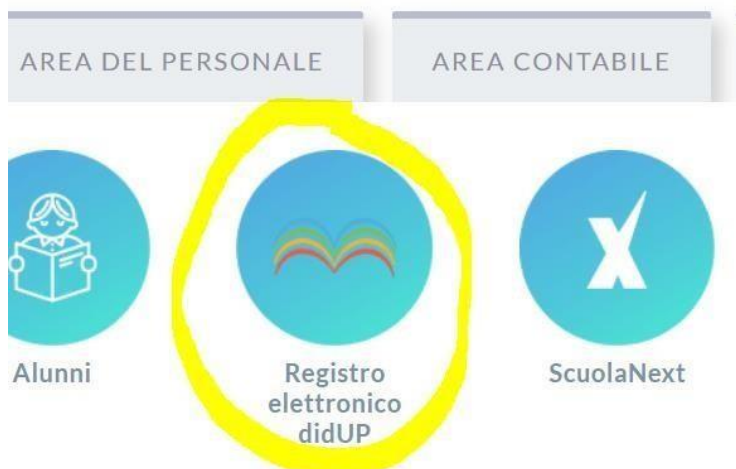 AREA DEL PERSONALE
AREA CONTABILE
Alunni
Registro
elettronico
didUP
ScuolaNext